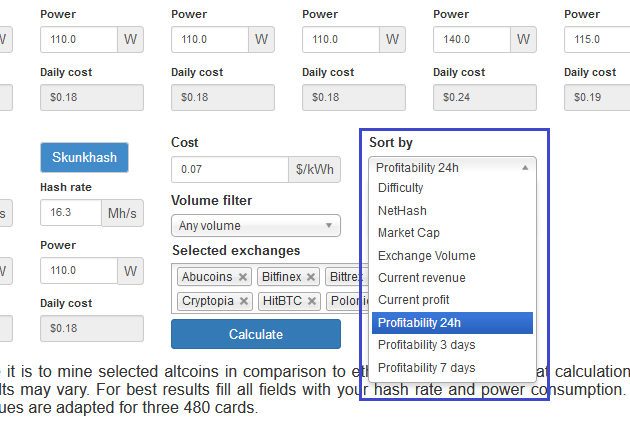 Power Power Power Power Power
W 110.0 W 110.0 W 110.0 W 140.0 W 115.0
Daily cost Daily cost Daily cost Daily cost Daily cost
$0.18 $0.18 $0.18 $0.24 $0.19
Skunkhash
Hash rate
s 16.3 Mh/s
Power
W 110.0 W
Daily cost
$0.18
Cost
0.07 $/kWh
Volume filter
Any volume
Selected exchanges
Abucoins × Bitfinex × Bittrex
Cryptopia × HitBTC ×
Calculate
Sort by
Profitability 24h
Difficulty
NetHash
Market Cap
Exchange Volume
Current revenue
Current profit
Profitability 24h
Profitability 3 days
Profitability 7 days
it is to mine selected altcoins in comparison to at calculation
may vary. For best results fill all fields with your hash rate and power consumption.
are adapted for three 480 cards.